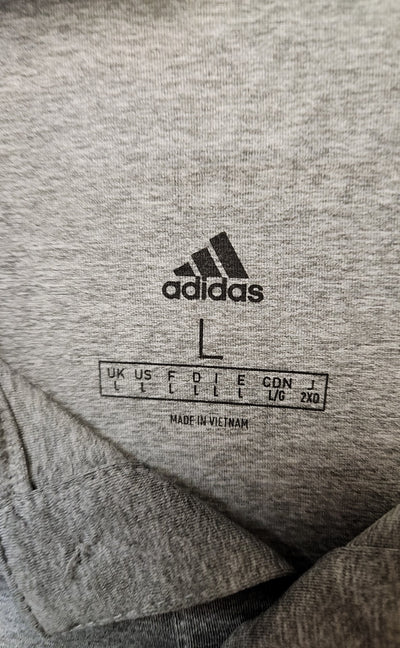 adidas
L
UK US F D I E CDN J
L L L L L L L/G 2XO
MADE IN VIETNAM